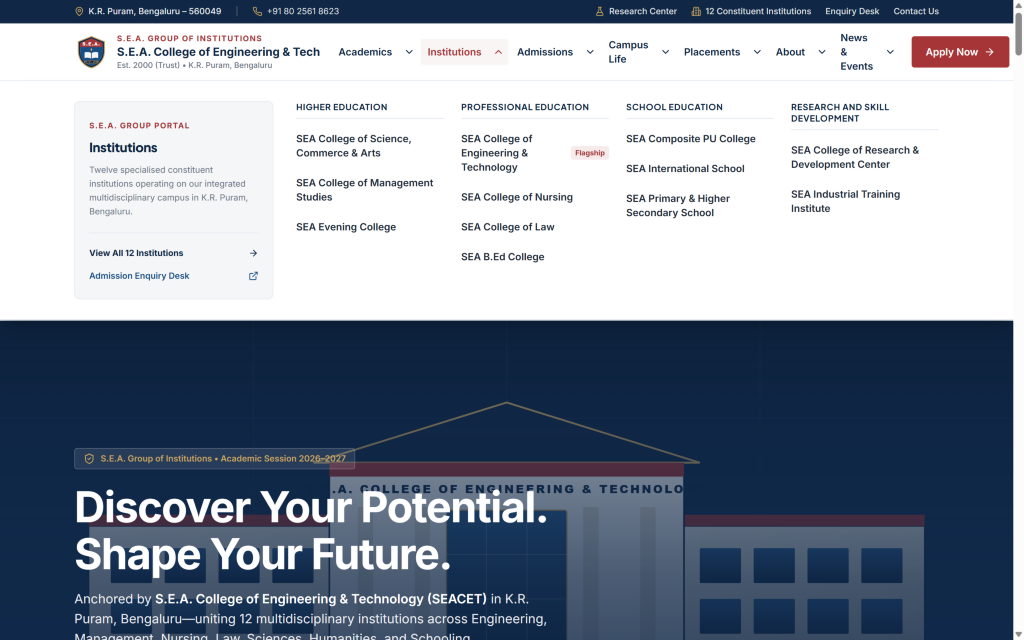 K.R. Puram, Bengaluru – 560049
+91 80 2561 8623
Research Center
12 Constituent Institutions
Enquiry Desk
Contact Us
S.E.A.
S.E.A. GROUP OF INSTITUTIONS
S.E.A. College of Engineering & Tech
Est. 2000 (Trust) • K.R. Puram, Bengaluru
Academics
Institutions
Admissions
Campus
Life
Placements
About
News
&
Events
Apply Now
S.E.A. GROUP PORTAL
Institutions
Twelve specialised constituent
institutions operating on our integrated
multidisciplinary campus in K.R. Puram,
Bengaluru.
View All 12 Institutions
Admission Enquiry Desk
HIGHER EDUCATION
SEA College of Science,
Commerce & Arts
SEA College of Management
Studies
SEA Evening College
PROFESSIONAL EDUCATION
SEA College of
Engineering &
Technology
Flagship
SEA College of Nursing
SEA College of Law
SEA B.Ed College
SCHOOL EDUCATION
SEA Composite PU College
SEA International School
SEA Primary & Higher
Secondary School
RESEARCH AND SKILL
DEVELOPMENT
SEA College of Research &
Development Center
SEA Industrial Training
Institute
S.E.A. Group of Institutions • Academic Session 2026–2027
.A. COLLEGE OF ENGINEERING & TECHNOLO
Discover Your Potential.
Shape Your Future.
Anchored by S.E.A. College of Engineering & Technology (SEACET) in K.R.
Puram, Bengaluru—uniting 12 multidisciplinary institutions across Engineering,
Management, Nursing, Law, Sciences, Humanities, and Schooling.